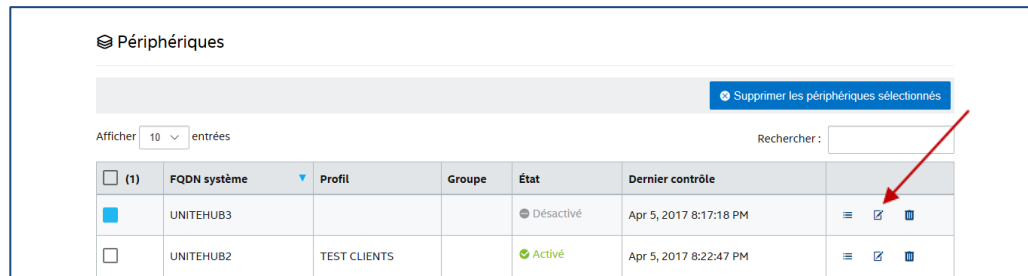 Périphériques
Supprimer les périphériques sélectionnés
Afficher 10 entrées Rechercher :
(1) FQDN système Profil Groupe État Dernier contrôle
UNITEHUB3 Désactivé Apr 5, 2017 8:17:18 PM
UNITEHUB2 TEST CLIENTS Activé Apr 5, 2017 8:22:47 PM